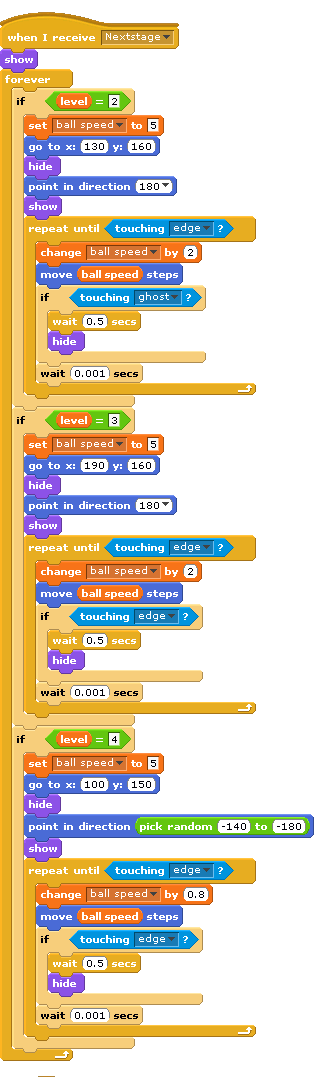 when I receive Nextstage
show
forever
if level = 2
set ball speed to 5
go to x: 130 y: 160
hide
point in direction 180
show
repeat until touching edge ?
change ball speed by 2
move ball speed steps
if touching ghost ?
wait 0.5 secs
hide
wait 0.001 secs
if level = 3
set ball speed to 5
go to x: 190 y: 160
hide
point in direction 180
show
repeat until touching edge ?
change ball speed by 2
move ball speed steps
if touching edge ?
wait 0.5 secs
hide
wait 0.001 secs
if level = 4
set ball speed to 5
go to x: 100 y: 150
hide
point in direction pick random -140 to -180
show
repeat until touching edge ?
change ball speed by 0.8
move ball speed steps
if touching edge ?
wait 0.5 secs
hide
wait 0.001 secs